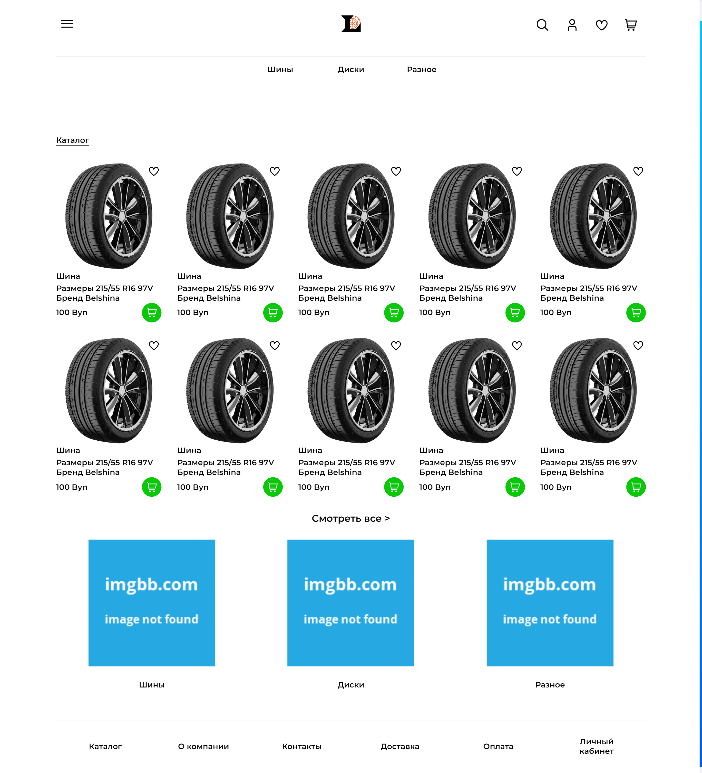 L
Шины Диски Разное
Каталог
Шина Шина Шина Шина Шина
Размеры 215/55 R16 97V Размеры 215/55 R16 97V Размеры 215/55 R16 97V Размеры 215/55 R16 97V Размеры 215/55 R16 97V
Бренд Belshina Бренд Belshina Бренд Belshina Бренд Belshina Бренд Belshina
100 Byn 100 Byn 100 Byn 100 Byn 100 Byn
Шина Шина Шина Шина Шина
Размеры 215/55 R16 97V Размеры 215/55 R16 97V Размеры 215/55 R16 97V Размеры 215/55 R16 97V Размеры 215/55 R16 97V
Бренд Belshina Бренд Belshina Бренд Belshina Бренд Belshina Бренд Belshina
100 Byn 100 Byn 100 Byn 100 Byn 100 Byn
Смотреть все >
imgbb.com imgbb.com imgbb.com
image not found image not found image not found
Шины Диски Разное
Каталог О компании Контакты Доставка Оплата Личный
кабинет